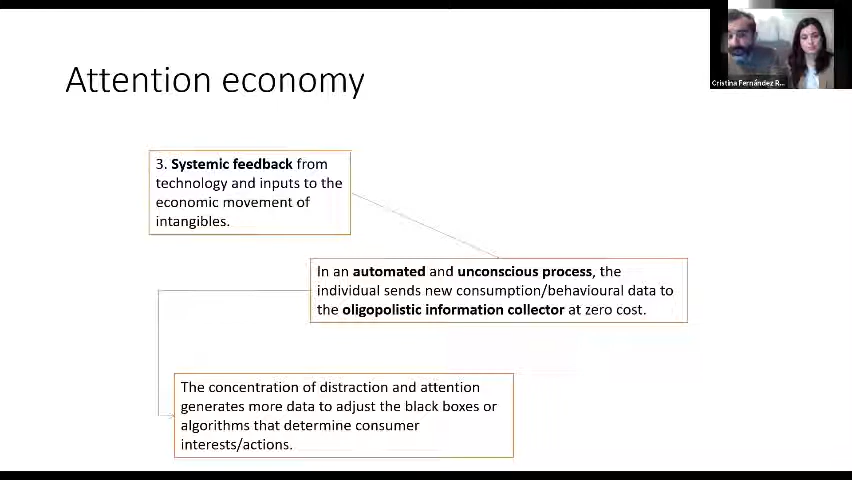 Cristina Fernández R...
Attention economy
3. Systemic feedback from
technology and inputs to the
economic movement of
intangibles.
In an automated and unconscious process, the
individual sends new consumption/behavioural data to
the oligopolistic information collector at zero cost.
The concentration of distraction and attention
generates more data to adjust the black boxes or
algorithms that determine consumer
interests/actions.